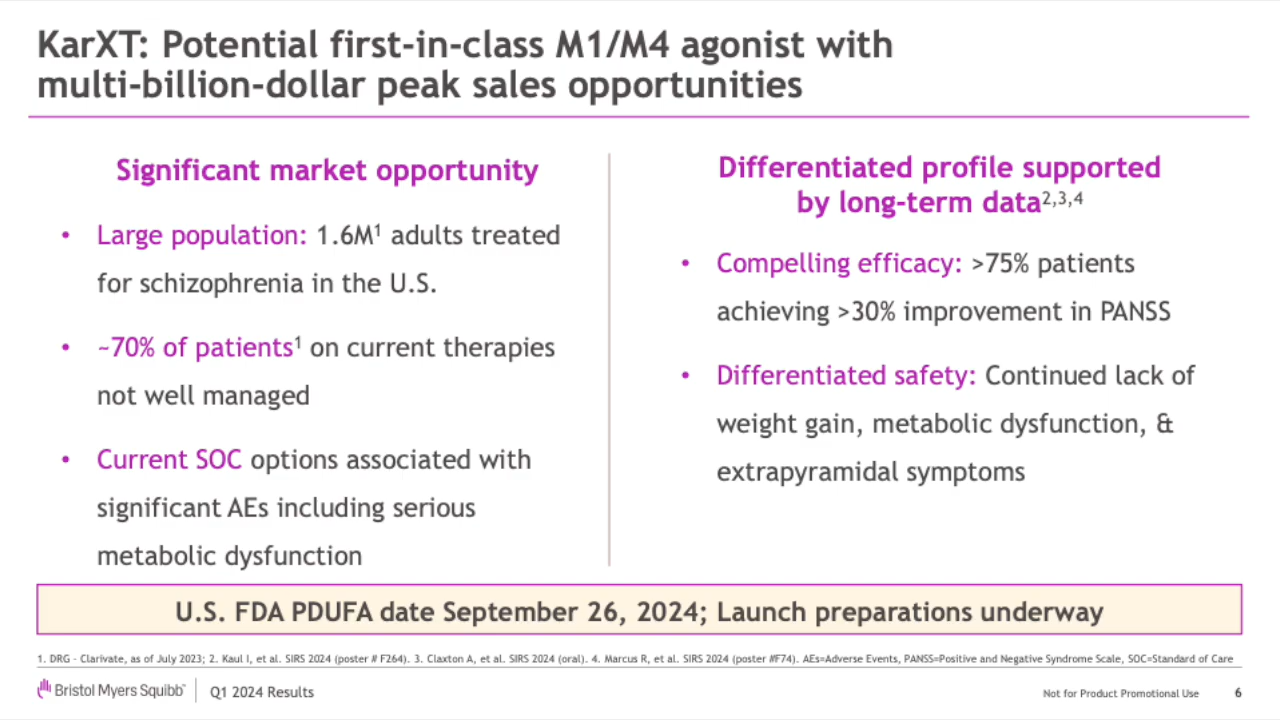 KarXT: Potential first-in-class M1/M4 agonist with
multi-billion-dollar peak sales opportunities
Significant market opportunity
• Large population: 1.6M¹ adults treated
for schizophrenia in the U.S.
• ~70% of patients¹ on current therapies
not well managed
• Current SOC options associated with
significant AEs including serious
metabolic dysfunction
Differentiated profile supported
by long-term data²,³,⁴
• Compelling efficacy: >75% patients
achieving >30% improvement in PANSS
• Differentiated safety: Continued lack of
weight gain, metabolic dysfunction, &
extrapyramidal symptoms
U.S. FDA PDUFA date September 26, 2024; Launch preparations underway
1. DRG – Clarivate, as of July 2023; 2. Kaul I, et al. SIRS 2024 (poster # F264). 3. Claxton A, et al. SIRS 2024 (oral). 4. Marcus R, et al. SIRS 2024 (poster #F74). AEs=Adverse Events, PANSS=Positive and Negative Syndrome Scale, SOC=Standard of Care
Bristol Myers Squibb™ Q1 2024 Results
Not for Product Promotional Use 6